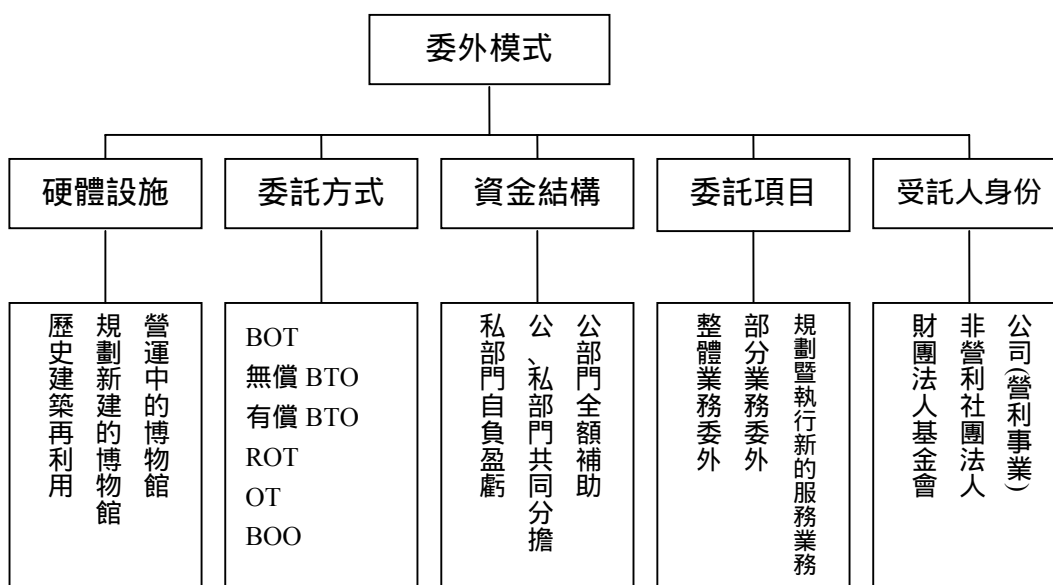 委外模式
硬體設施
委託方式
資金結構
委託項目
受託人身份
營運中的博物館
規劃新建的博物館
歷史建築再利用
BOT
無償 BTO
有償 BTO
ROT
OT
BOO
公部門全額補助
公、私部門共同分擔
私部門自負盈虧
規劃暨執行新的服務業務
部分業務委外
整體業務委外
公司(營利事業)
非營利社團法人
財團法人基金會